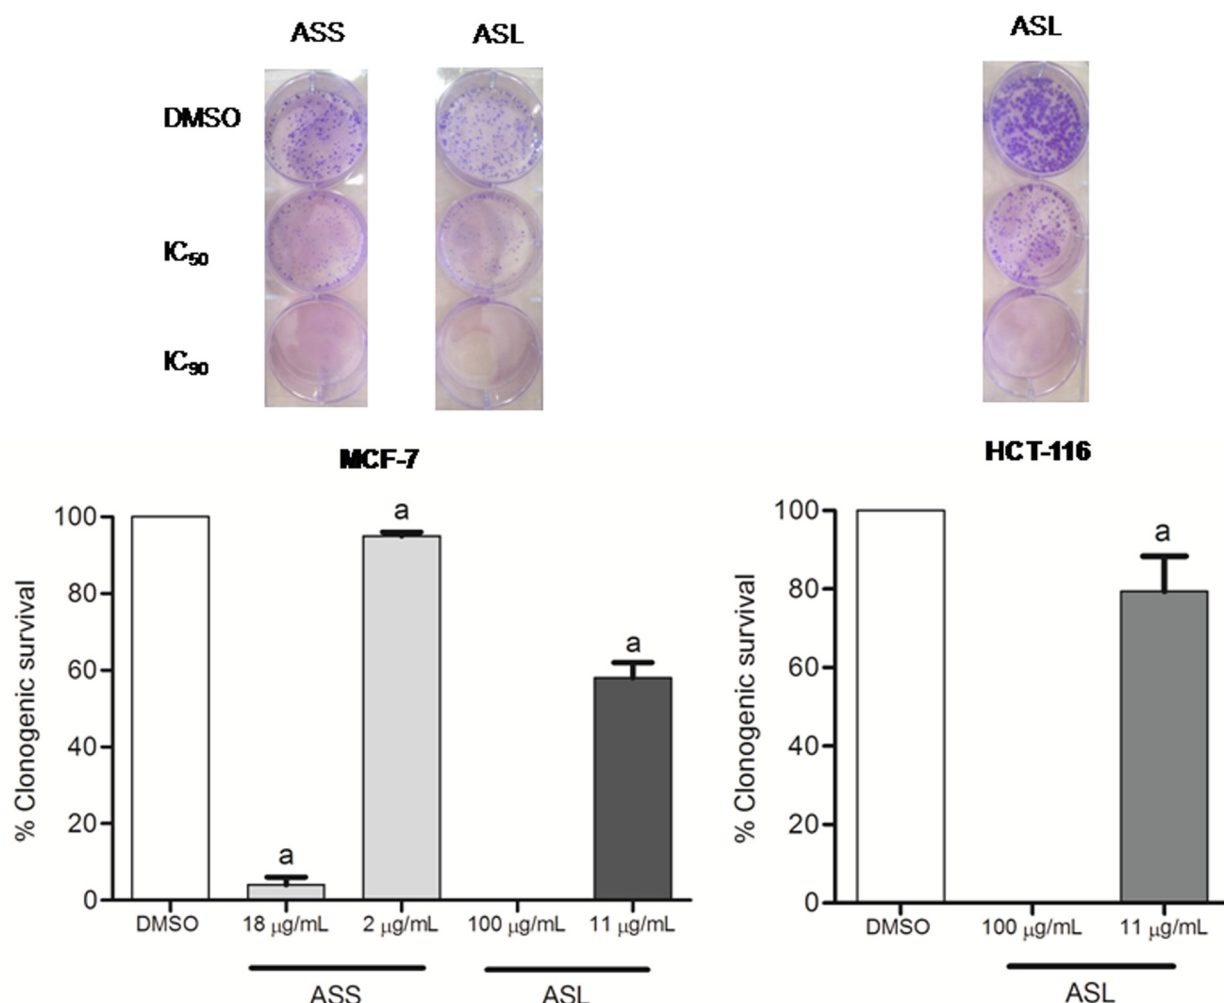 ASS
ASL
ASL
DMSO
IC50
IC90
MCF-7
HCT-116
% Clonogenic survival
100
80
60
40
20
0
a
a
a
DMSO
18 µg/mL
2 µg/mL
100 µg/mL
11 µg/mL
ASS
ASL
% Clonogenic survival
100
80
60
40
20
0
a
DMSO
100 µg/mL
11 µg/mL
ASL